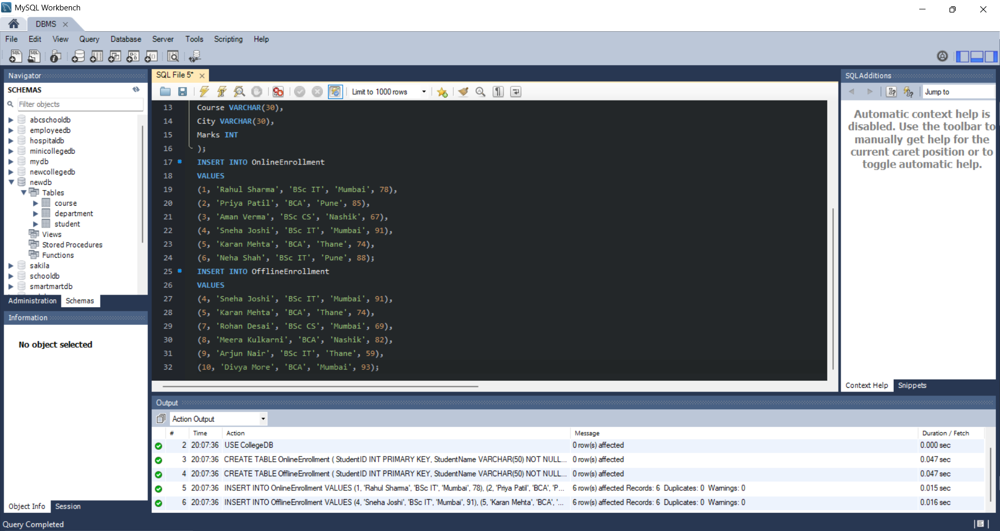 MySQL Workbench
DBMS
File Edit View Query Database Server Tools Scripting Help
Navigator
SCHEMAS
Filter objects
abcschooldb
employeedb
hospitaldb
minicollegedb
mydb
newcollegedb
newdb
Tables
course
department
student
Views
Stored Procedures
Functions
sakila
schooldb
smartmartdb
Administration Schemas
Information
No object selected
Object Info Session
SQL File 5*
Limit to 1000 rows
13 Course VARCHAR(30),
14 City VARCHAR(30),
15 Marks INT
16 );
17 INSERT INTO OnlineEnrollment
18 VALUES
19 (1, 'Rahul Sharma', 'BSc IT', 'Mumbai', 78),
20 (2, 'Priya Patil', 'BCA', 'Pune', 85),
21 (3, 'Aman Verma', 'BSc CS', 'Nashik', 67),
22 (4, 'Sneha Joshi', 'BSc IT', 'Mumbai', 91),
23 (5, 'Karan Mehta', 'BCA', 'Thane', 74),
24 (6, 'Neha Shah', 'BSc IT', 'Pune', 88);
25 INSERT INTO OfflineEnrollment
26 VALUES
27 (4, 'Sneha Joshi', 'BSc IT', 'Mumbai', 91),
28 (5, 'Karan Mehta', 'BCA', 'Thane', 74),
29 (7, 'Rohan Desai', 'BSc CS', 'Mumbai', 69),
30 (8, 'Meera Kulkarni', 'BCA', 'Nashik', 82),
31 (9, 'Arjun Nair', 'BSc IT', 'Thane', 59),
32 (10, 'Divya More', 'BCA', 'Mumbai', 93);
SQLAdditions
Jump to
Automatic context help is
disabled. Use the toolbar to
manually get help for the
current caret position or to
toggle automatic help.
Context Help Snippets
Output
Action Output
# Time Action Message Duration / Fetch
2 20:07:36 USE CollegeDB 0 row(s) affected 0.000 sec
3 20:07:36 CREATE TABLE OnlineEnrollment ( StudentID INT PRIMARY KEY, StudentName VARCHAR(50) NOT NULL... 0 row(s) affected 0.047 sec
4 20:07:36 CREATE TABLE OfflineEnrollment ( StudentID INT PRIMARY KEY, StudentName VARCHAR(50) NOT NULL... 0 row(s) affected 0.047 sec
5 20:07:36 INSERT INTO OnlineEnrollment VALUES (1, 'Rahul Sharma', 'BSc IT', 'Mumbai', 78), (2, 'Priya Patil', 'BCA', 'P... 6 row(s) affected Records: 6 Duplicates: 0 Warnings: 0 0.015 sec
6 20:07:36 INSERT INTO OfflineEnrollment VALUES (4, 'Sneha Joshi', 'BSc IT', 'Mumbai', 91), (5, 'Karan Mehta', 'BCA', '... 6 row(s) affected Records: 6 Duplicates: 0 Warnings: 0 0.016 sec
Query Completed